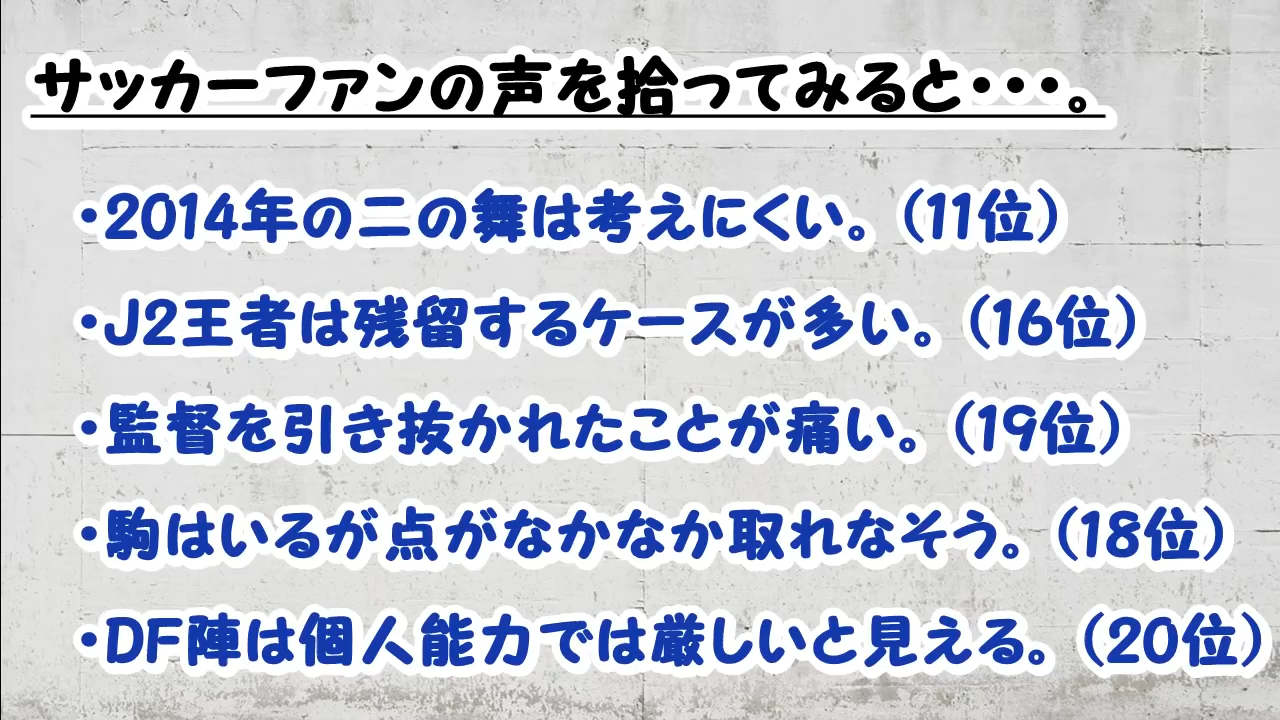 サッカーファンの声を拾ってみると・・・。
・2014年の二の舞は考えにくい。（11位）
・J2王者は残留するケースが多い。（16位）
・監督を引き抜かれたことが痛い。（19位）
・駒はいるが点がなかなか取れなそう。（18位）
・DF陣は個人能力では厳しいと見える。（20位）